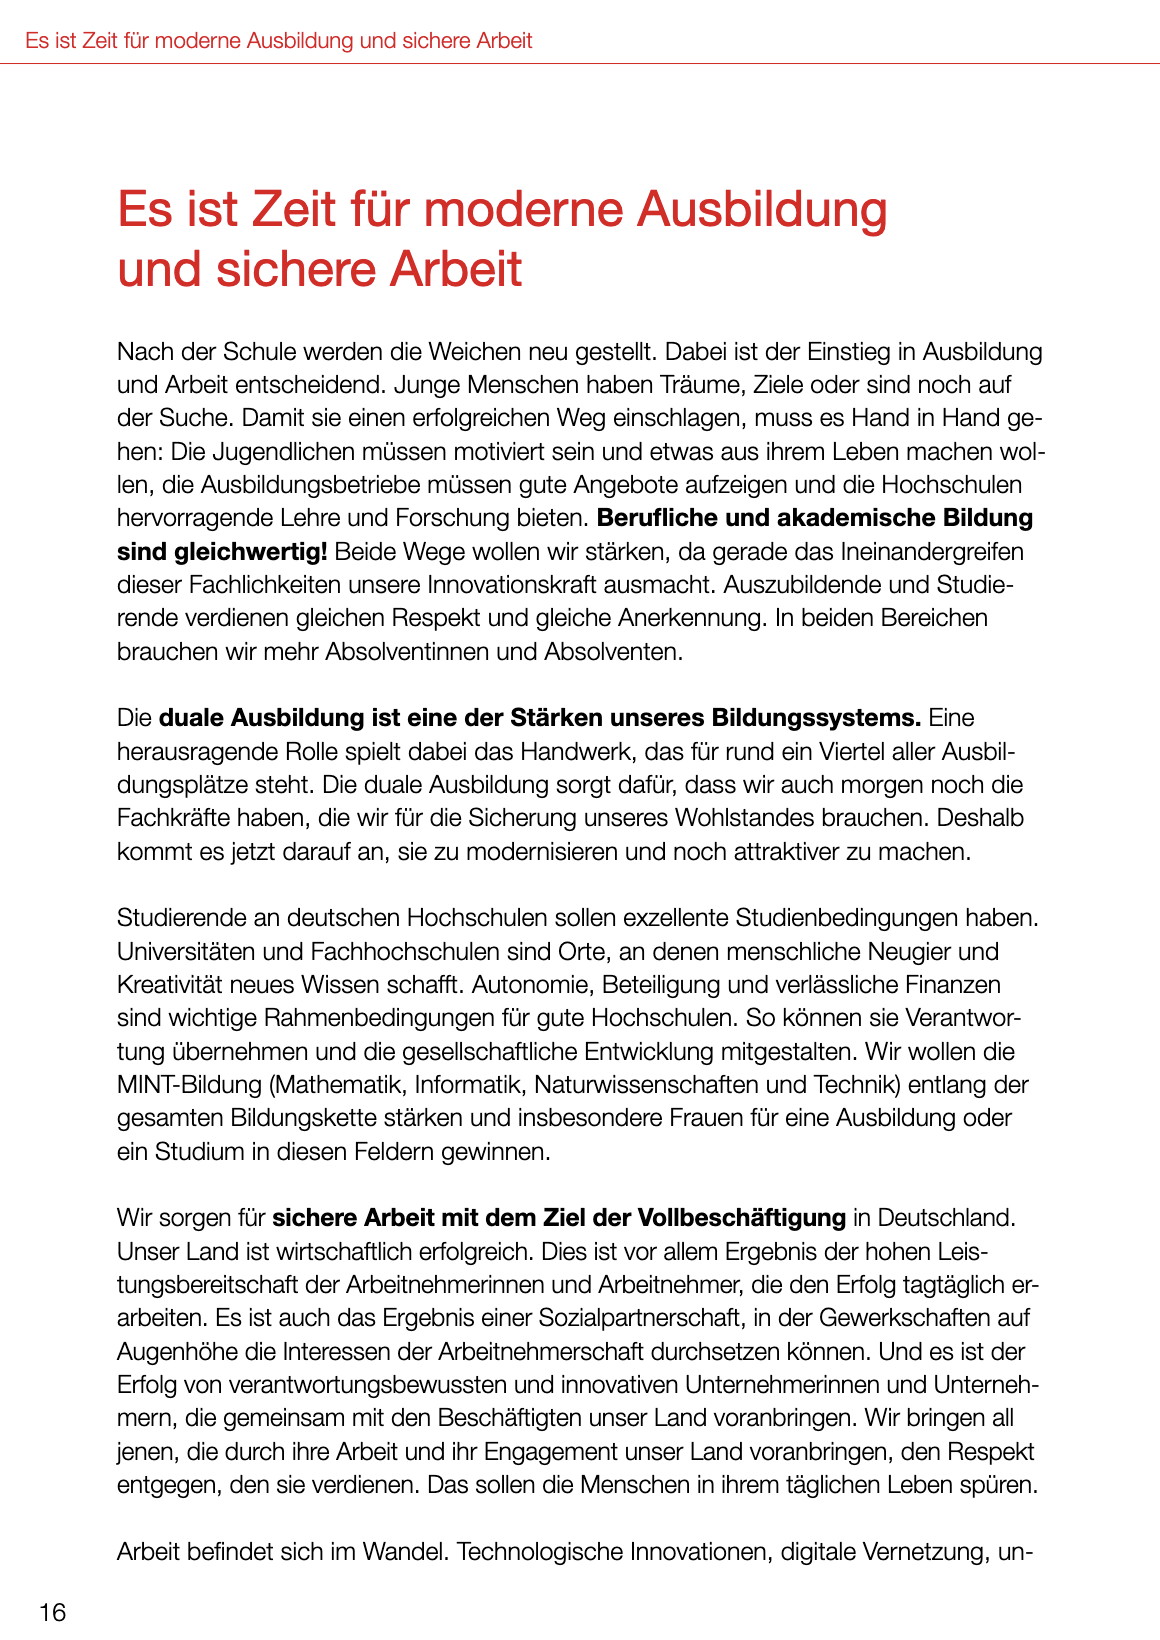 Es ist Zeit für moderne Ausbildung und sichere Arbeit
Es ist Zeit für moderne Ausbildung
und sichere Arbeit
Nach der Schule werden die Weichen neu gestellt. Dabei ist der Einstieg in Ausbildung
und Arbeit entscheidend. Junge Menschen haben Träume, Ziele oder sind noch auf
der Suche. Damit sie einen erfolgreichen Weg einschlagen, muss es Hand in Hand ge-
hen: Die Jugendlichen müssen motiviert sein und etwas aus ihrem Leben machen wol-
len, die Ausbildungsbetriebe müssen gute Angebote aufzeigen und die Hochschulen
hervorragende Lehre und Forschung bieten. Berufliche und akademische Bildung
sind gleichwertig! Beide Wege wollen wir stärken, da gerade das Ineinandergreifen
dieser Fachlichkeiten unsere Innovationskraft ausmacht. Auszubildende und Studie-
rende verdienen gleichen Respekt und gleiche Anerkennung. In beiden Bereichen
brauchen wir mehr Absolventinnen und Absolventen.
Die duale Ausbildung ist eine der Stärken unseres Bildungssystems. Eine
herausragende Rolle spielt dabei das Handwerk, das für rund ein Viertel aller Ausbil-
dungsplätze steht. Die duale Ausbildung sorgt dafür, dass wir auch morgen noch die
Fachkräfte haben, die wir für die Sicherung unseres Wohlstandes brauchen. Deshalb
kommt es jetzt darauf an, sie zu modernisieren und noch attraktiver zu machen.
Studierende an deutschen Hochschulen sollen exzellente Studienbedingungen haben.
Universitäten und Fachhochschulen sind Orte, an denen menschliche Neugier und
Kreativität neues Wissen schafft. Autonomie, Beteiligung und verlässliche Finanzen
sind wichtige Rahmenbedingungen für gute Hochschulen. So können sie Verantwor-
tung übernehmen und die gesellschaftliche Entwicklung mitgestalten. Wir wollen die
MINT-Bildung (Mathematik, Informatik, Naturwissenschaften und Technik) entlang der
gesamten Bildungskette stärken und insbesondere Frauen für eine Ausbildung oder
ein Studium in diesen Feldern gewinnen.
Wir sorgen für sichere Arbeit mit dem Ziel der Vollbeschäftigung in Deutschland.
Unser Land ist wirtschaftlich erfolgreich. Dies ist vor allem Ergebnis der hohen Leis-
tungsbereitschaft der Arbeitnehmerinnen und Arbeitnehmer, die den Erfolg tagtäglich er-
arbeiten. Es ist auch das Ergebnis einer Sozialpartnerschaft, in der Gewerkschaften auf
Augenhöhe die Interessen der Arbeitnehmerschaft durchsetzen können. Und es ist der
Erfolg von verantwortungsbewussten und innovativen Unternehmerinnen und Unterneh-
mern, die gemeinsam mit den Beschäftigten unser Land voranbringen. Wir bringen all
jenen, die durch ihre Arbeit und ihr Engagement unser Land voranbringen, den Respekt
entgegen, den sie verdienen. Das sollen die Menschen in ihrem täglichen Leben spüren.
Arbeit befindet sich im Wandel. Technologische Innovationen, digitale Vernetzung, un-
16